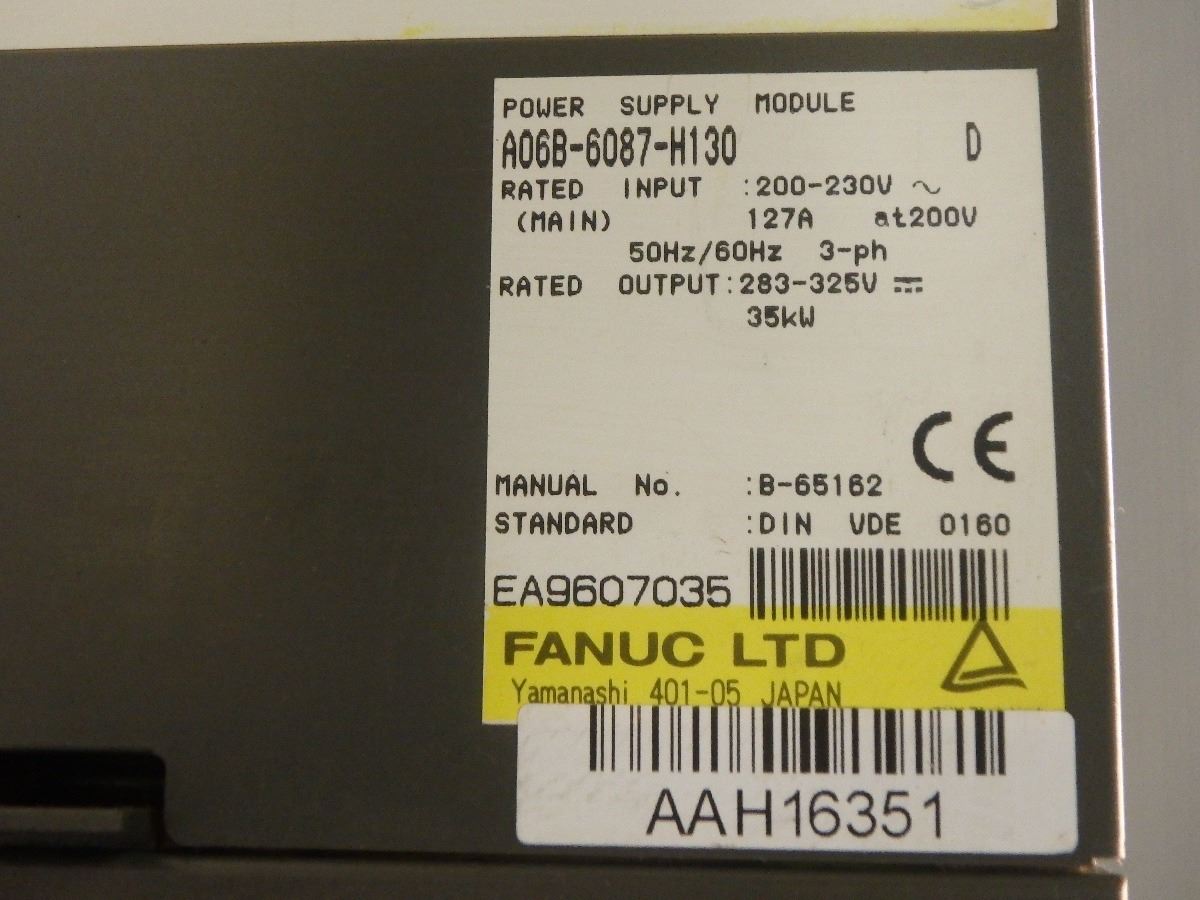 POWER SUPPLY MODULE
A06B-6087-H130 D
RATED INPUT :200-230V ～
(MAIN) 127A at200V
50Hz/60Hz 3-ph
RATED OUTPUT:283-325V ⎓
35kW
CE
MANUAL No. :B-65162
STANDARD :DIN VDE 0160
EA9607035
FANUC LTD
Yamanashi 401-05 JAPAN
AAH16351